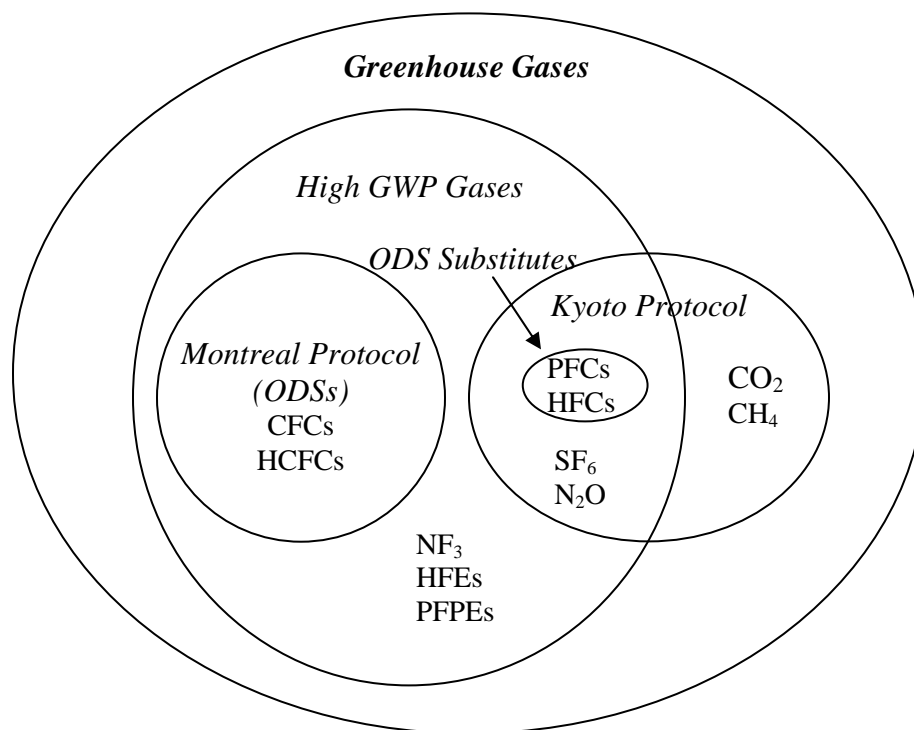 Greenhouse Gases
High GWP Gases
ODS Substitutes
Kyoto Protocol
Montreal Protocol
(ODSs)
CFCs
HCFCs
PFCs
HFCs
SF₆
N₂O
CO₂
CH₄
NF₃
HFEs
PFPEs